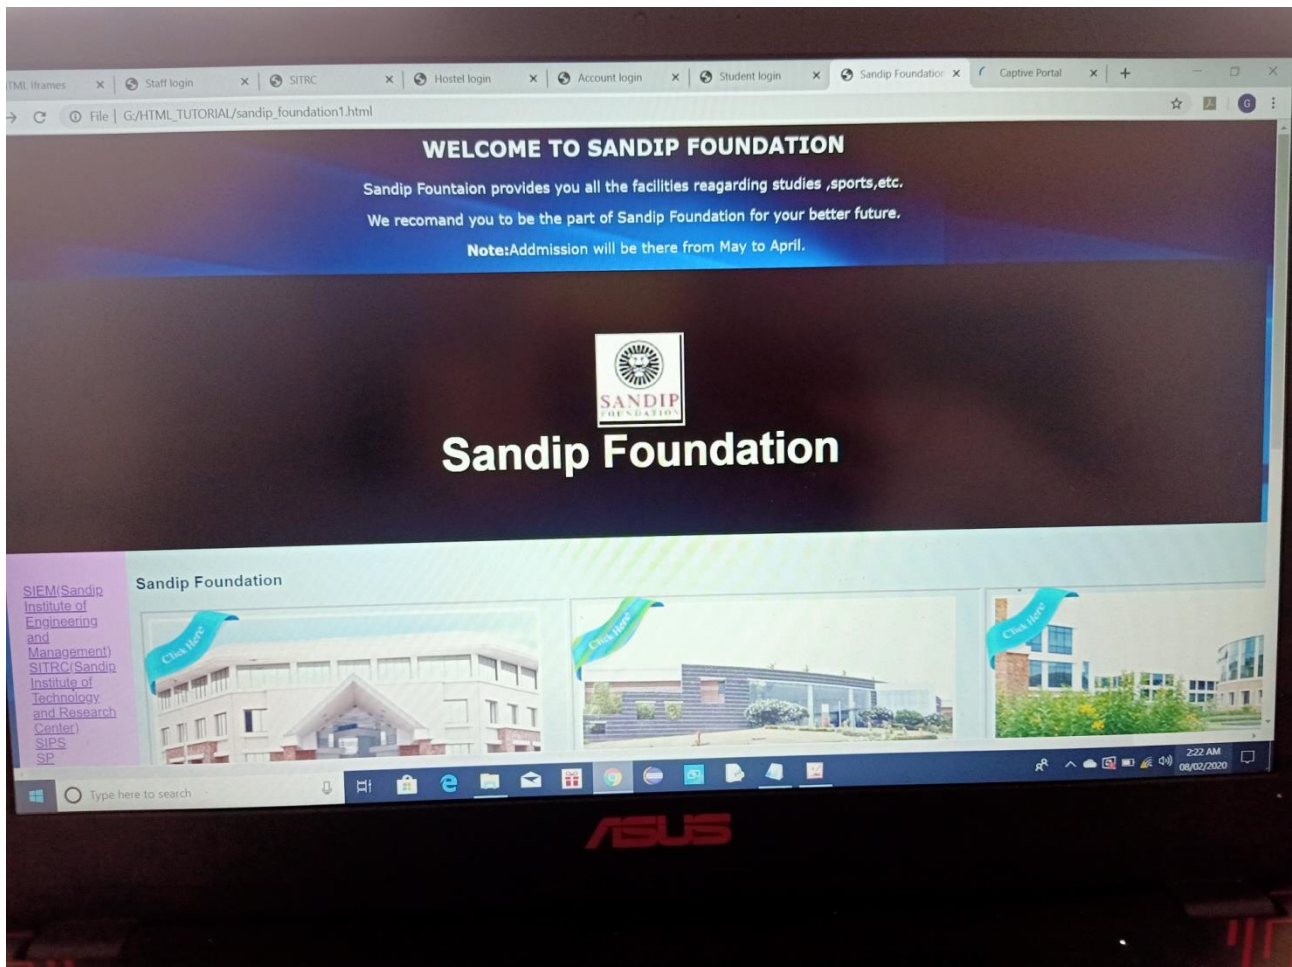 TML Iframes
Staff login
SITRC
Hostel login
Account login
Student login
Sandip Foundation
Captive Portal
File | G:/HTML_TUTORIAL/sandip_foundation1.html
G
WELCOME TO SANDIP FOUNDATION
Sandip Fountaion provides you all the facilities reagarding studies ,sports,etc.
We recomand you to be the part of Sandip Foundation for your better future.
Note:Addmission will be there from May to April.
SANDIP
FOUNDATION
Sandip Foundation
SIEM(Sandip
Institute of
Engineering
and
Management)
SITRC(Sandip
Institute of
Technology
and Research
Center)
SIPS
SP
Sandip Foundation
Click Here
Click Here
Click Here
Type here to search
2:22 AM
08/02/2020
ASUS